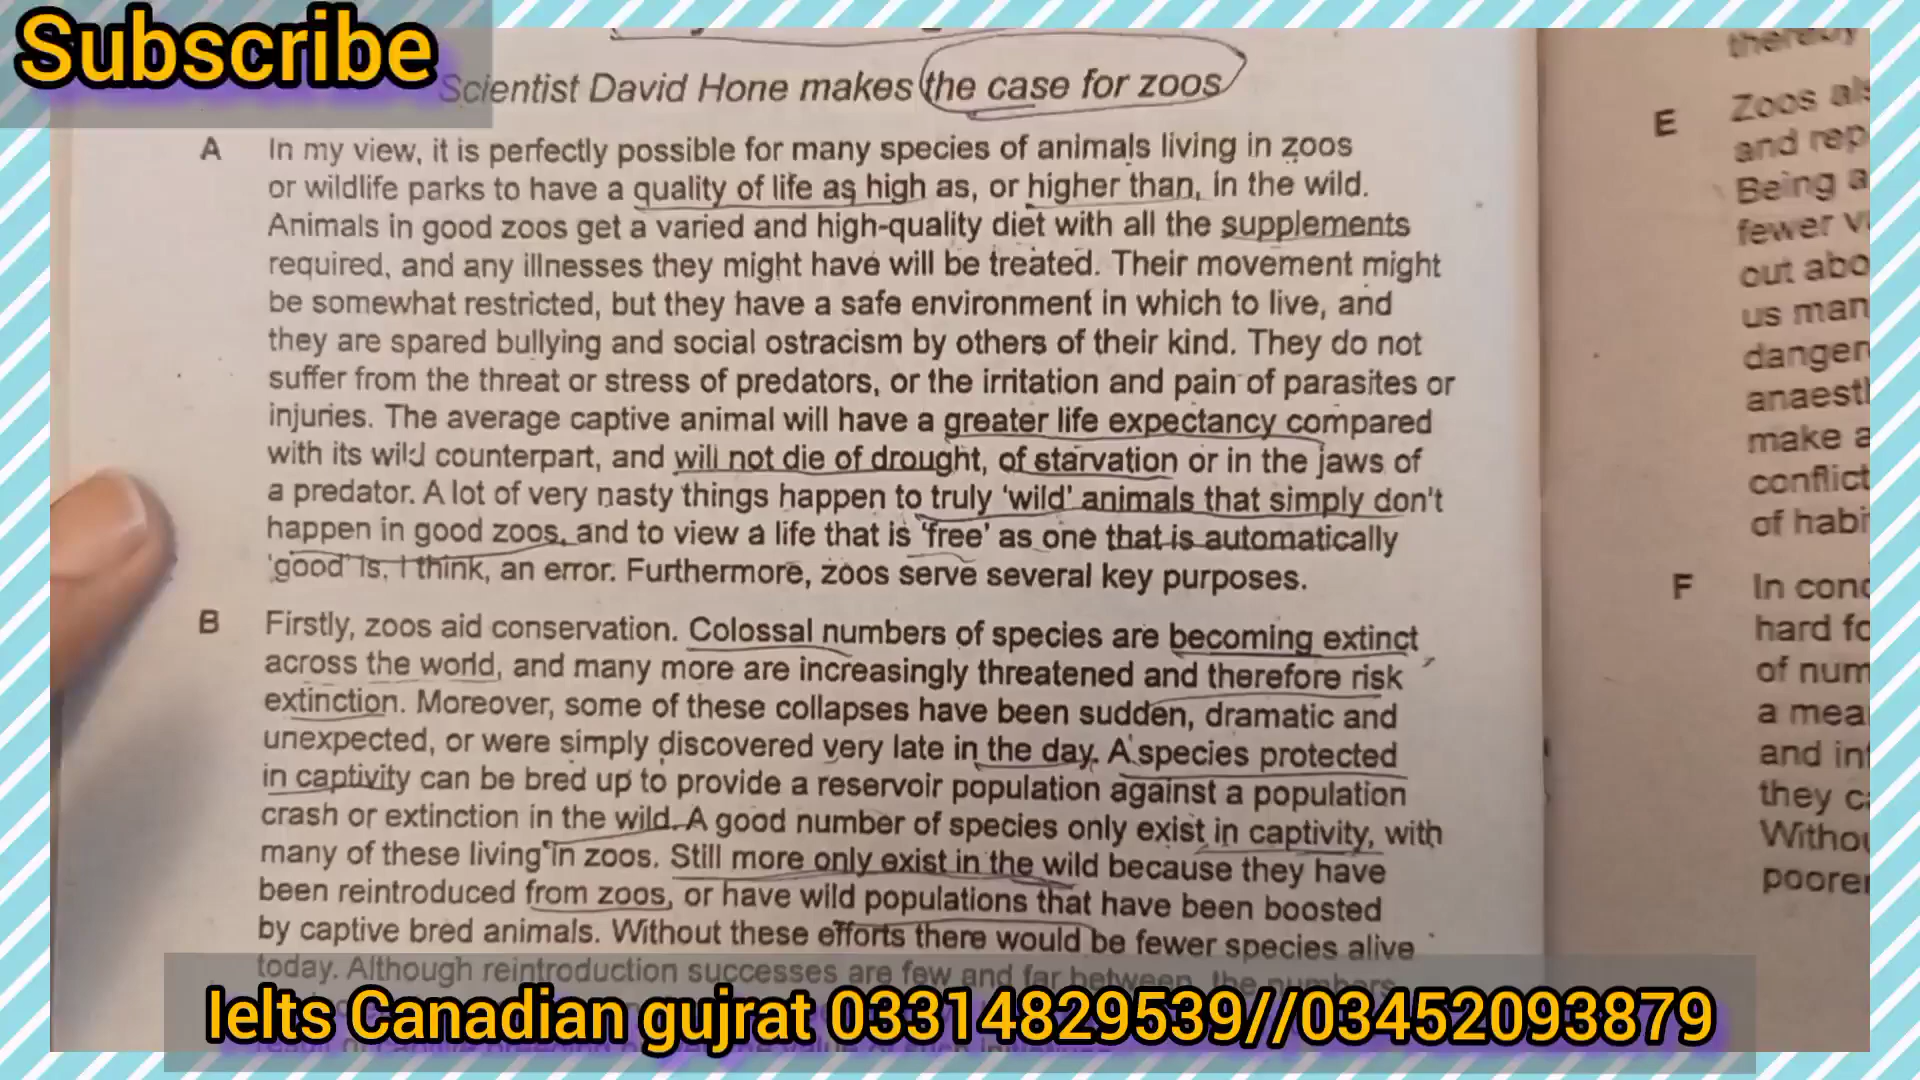 Subscribe
Scientist David Hone makes the case for zoos
A In my view, it is perfectly possible for many species of animals living in zoos
or wildlife parks to have a quality of life as high as, or higher than, in the wild.
Animals in good zoos get a varied and high-quality diet with all the supplements
required, and any illnesses they might have will be treated. Their movement might
be somewhat restricted, but they have a safe environment in which to live, and
they are spared bullying and social ostracism by others of their kind. They do not
suffer from the threat or stress of predators, or the irritation and pain of parasites or
injuries. The average captive animal will have a greater life expectancy compared
with its wild counterpart, and will not die of drought, of starvation or in the jaws of
a predator. A lot of very nasty things happen to truly 'wild' animals that simply don't
happen in good zoos, and to view a life that is 'free' as one that is automatically
'good' is, I think, an error. Furthermore, zoos serve several key purposes.
B Firstly, zoos aid conservation. Colossal numbers of species are becoming extinct
across the world, and many more are increasingly threatened and therefore risk
extinction. Moreover, some of these collapses have been sudden, dramatic and
unexpected, or were simply discovered very late in the day. A species protected
in captivity can be bred up to provide a reservoir population against a population
crash or extinction in the wild. A good number of species only exist in captivity, with
many of these living in zoos. Still more only exist in the wild because they have
been reintroduced from zoos, or have wild populations that have been boosted
by captive bred animals. Without these efforts there would be fewer species alive
today. Although reintroduction successes are few and far between, the numbers
Ielts Canadian gujrat 03314829539//03452093879
E Zoos
and
Being
fewer
out
us
make
conflict
of
F In
hard
of
a
and
they